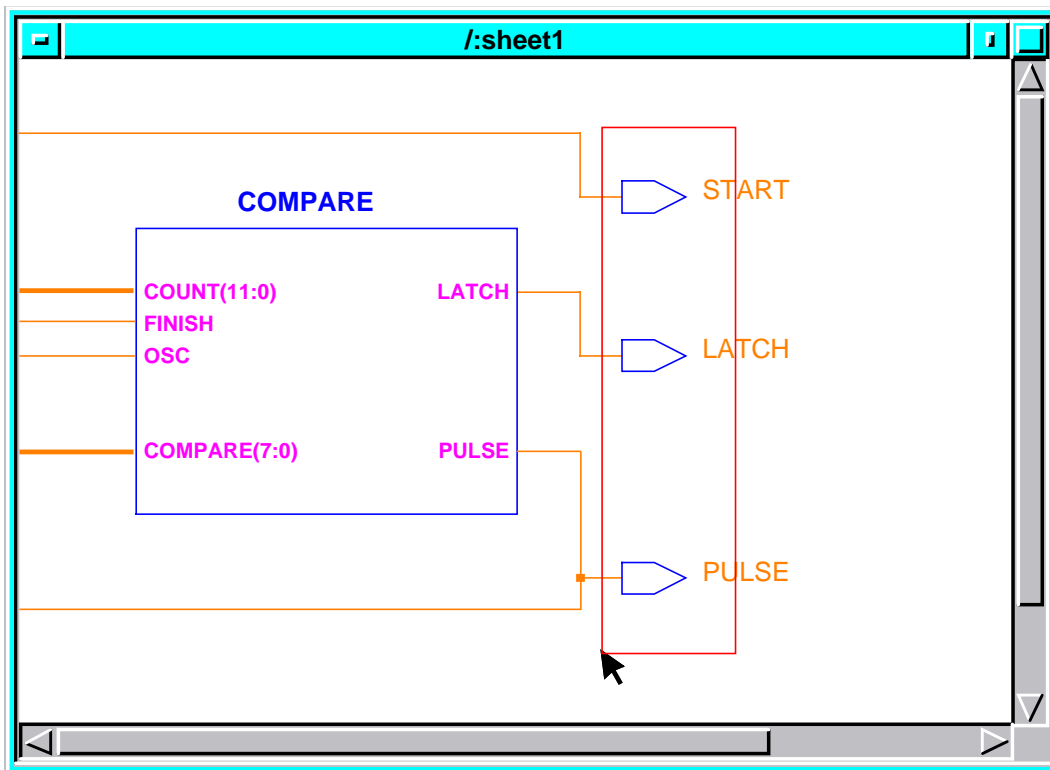 /:sheet1
START
COMPARE
COUNT(11:0)
LATCH
FINISH
OSC
LATCH
COMPARE(7:0)
PULSE
PULSE